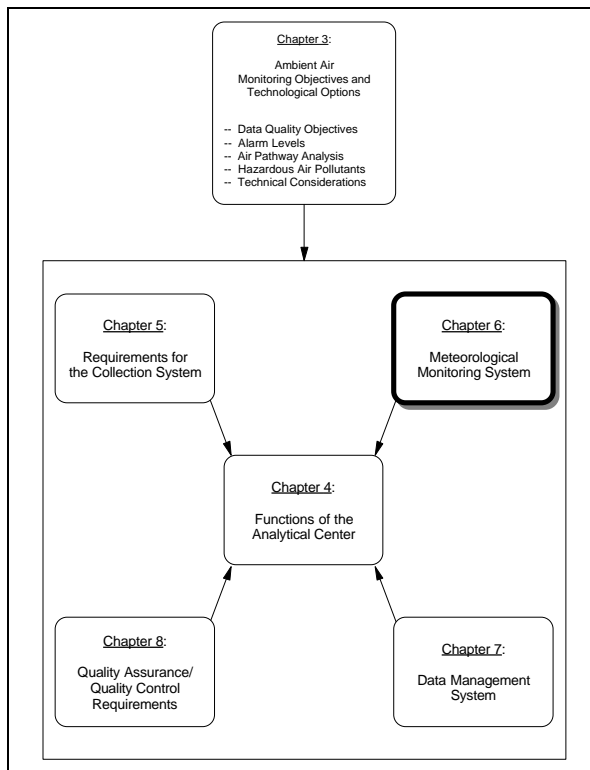 Chapter 3:
Ambient Air
Monitoring Objectives and
Technological Options
-- Data Quality Objectives
-- Alarm Levels
-- Air Pathway Analysis
-- Hazardous Air Pollutants
-- Technical Considerations
Chapter 5:
Requirements for
the Collection System
Chapter 6:
Meteorological
Monitoring System
Chapter 4:
Functions of the
Analytical Center
Chapter 8:
Quality Assurance/
Quality Control
Requirements
Chapter 7:
Data Management
System